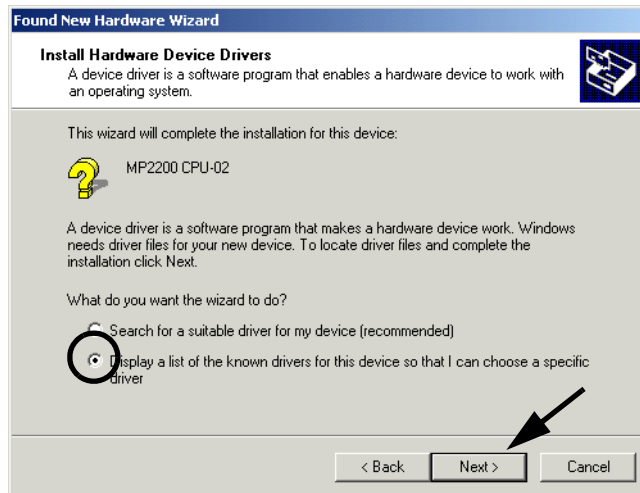 Found New Hardware Wizard
Install Hardware Device Drivers
A device driver is a software program that enables a hardware device to work with
an operating system.
This wizard will complete the installation for this device:
MP2200 CPU-02
A device driver is a software program that makes a hardware device work. Windows
needs driver files for your new device. To locate driver files and complete the
installation click Next.
What do you want the wizard to do?
Search for a suitable driver for my device (recommended)
Display a list of the known drivers for this device so that I can choose a specific
driver
< Back Next > Cancel